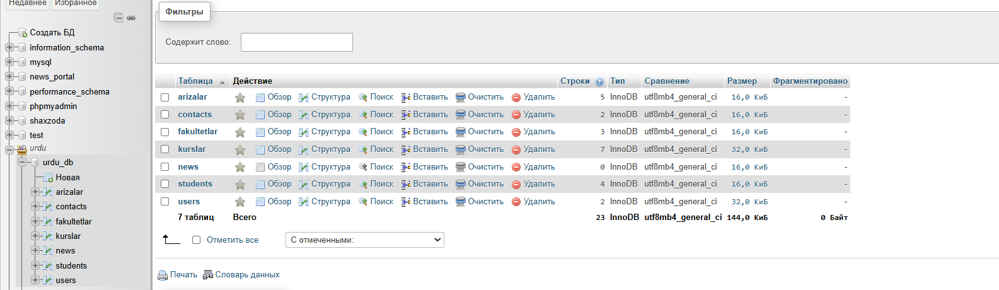 Недавнее Избранное
Создать БД
information_schema
mysql
news_portal
performance_schema
phpmyadmin
shaxzoda
test
urdu
urdu_db
Новая
arizalar
contacts
fakultetlar
kurslar
news
students
users
Фильтры
Содержит слово:
Таблица Действие Строки Тип Сравнение Размер Фрагментировано
arizalar Обзор Структура Поиск Вставить Очистить Удалить 5 InnoDB utf8mb4_general_ci 16,0 КиБ -
contacts Обзор Структура Поиск Вставить Очистить Удалить 2 InnoDB utf8mb4_general_ci 16,0 КиБ -
fakultetlar Обзор Структура Поиск Вставить Очистить Удалить 3 InnoDB utf8mb4_general_ci 16,0 КиБ -
kurslar Обзор Структура Поиск Вставить Очистить Удалить 7 InnoDB utf8mb4_general_ci 32,0 КиБ -
news Обзор Структура Поиск Вставить Очистить Удалить 0 InnoDB utf8mb4_general_ci 16,0 КиБ -
students Обзор Структура Поиск Вставить Очистить Удалить 4 InnoDB utf8mb4_general_ci 16,0 КиБ -
users Обзор Структура Поиск Вставить Очистить Удалить 2 InnoDB utf8mb4_general_ci 32,0 КиБ -
7 таблиц Всего 23 InnoDB utf8mb4_general_ci 144,0 КиБ 0 Байт
Отметить все С отмеченными:
Печать Словарь данных